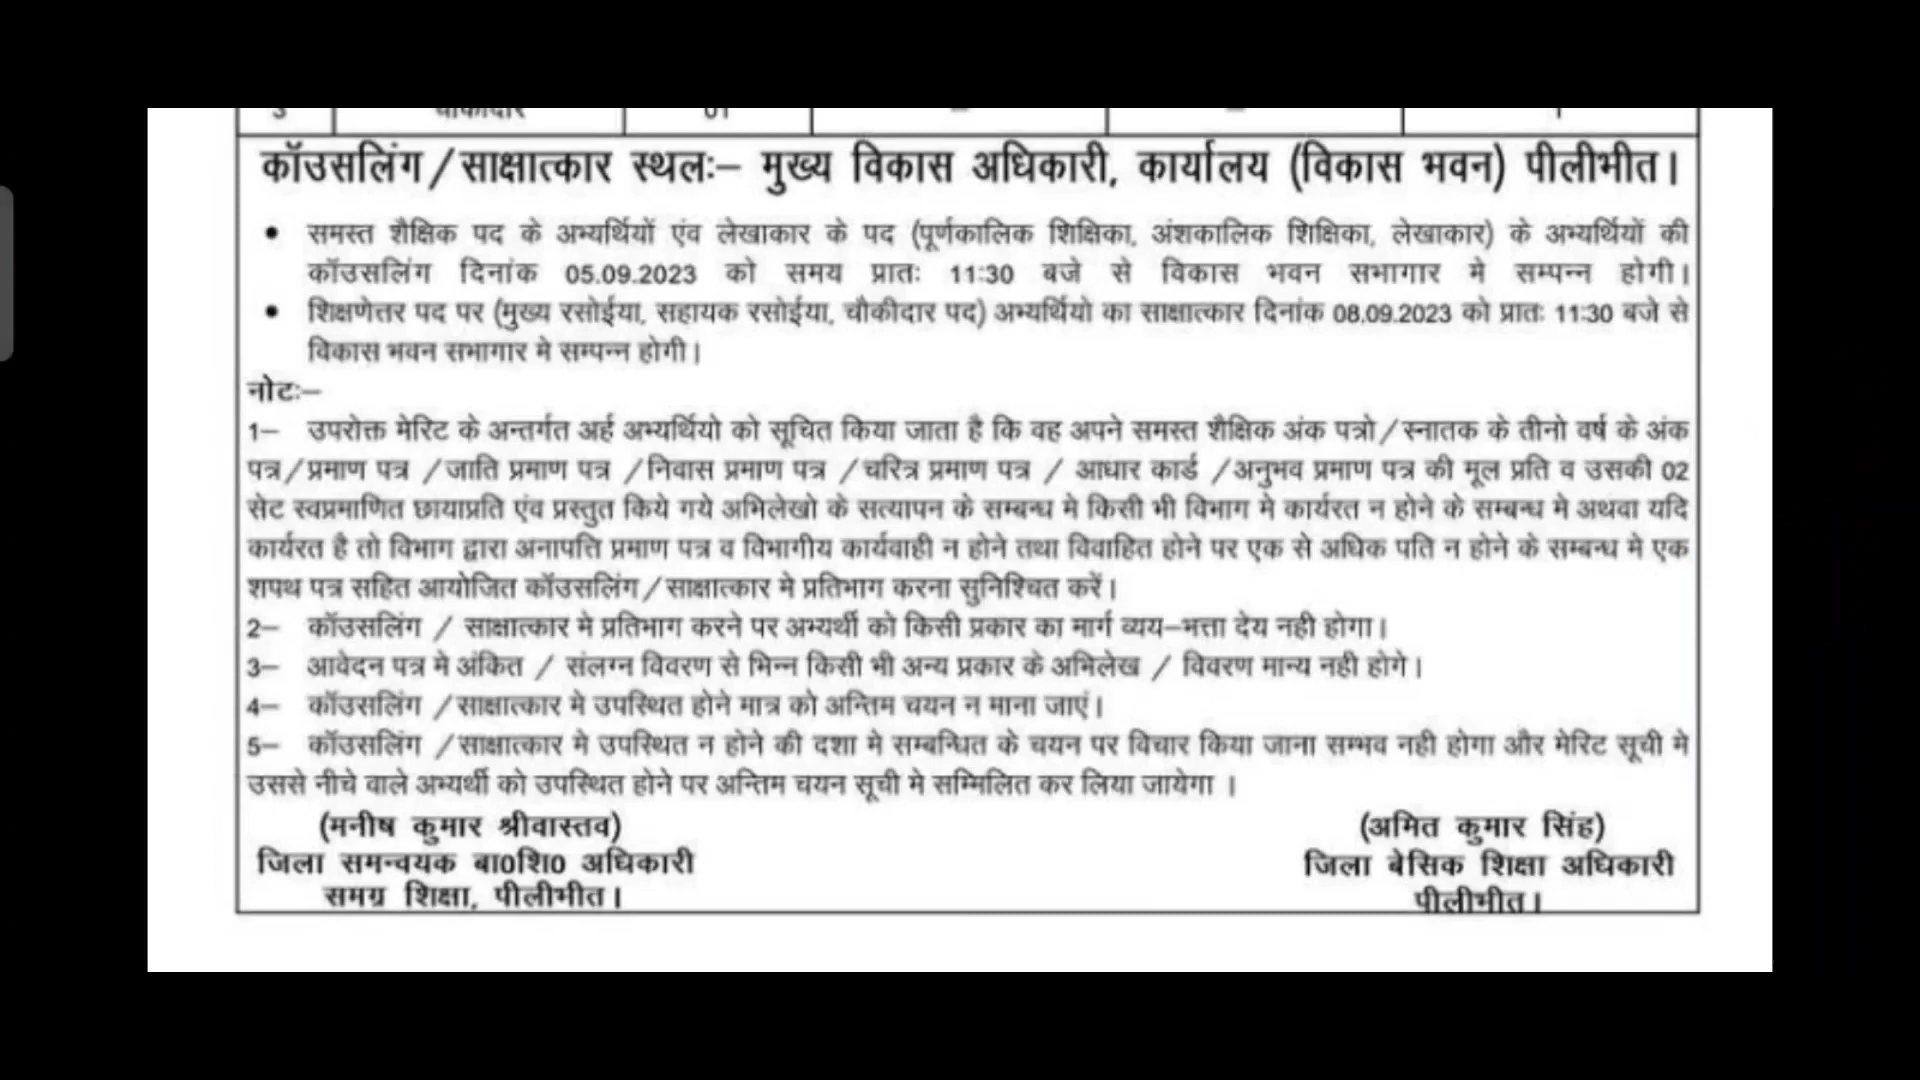 3 चौकीदार 01 – – 1
कॉउसलिंग/साक्षात्कार स्थलः– मुख्य विकास अधिकारी, कार्यालय (विकास भवन) पीलीभीत।
• समस्त शैक्षिक पद के अभ्यर्थियों एंव लेखाकार के पद (पूर्णकालिक शिक्षिका, अंशकालिक शिक्षिका, लेखाकार) के अभ्यर्थियों की
कॉउसलिंग दिनांक 05.09.2023 को समय प्रातः 11:30 बजे से विकास भवन सभागार मे सम्पन्न होगी।
• शिक्षणेत्तर पद पर (मुख्य रसोईया, सहायक रसोईया, चौकीदार पद) अभ्यर्थियो का साक्षात्कार दिनांक 08.09.2023 को प्रातः 11:30 बजे से
विकास भवन सभागार मे सम्पन्न होगी।
नोटः–
1– उपरोक्त मेरिट के अन्तर्गत अर्ह अभ्यर्थियो को सूचित किया जाता है कि वह अपने समस्त शैक्षिक अंक पत्रो/स्नातक के तीनो वर्ष के अंक
पत्र/प्रमाण पत्र /जाति प्रमाण पत्र /निवास प्रमाण पत्र /चरित्र प्रमाण पत्र / आधार कार्ड /अनुभव प्रमाण पत्र की मूल प्रति व उसकी 02
सेट स्वप्रमाणित छायाप्रति एंव प्रस्तुत किये गये अभिलेखो के सत्यापन के सम्बन्ध मे किसी भी विभाग मे कार्यरत न होने के सम्बन्ध मे अथवा यदि
कार्यरत है तो विभाग द्वारा अनापत्ति प्रमाण पत्र व विभागीय कार्यवाही न होने तथा विवाहित होने पर एक से अधिक पति न होने के सम्बन्ध मे एक
शपथ पत्र सहित आयोजित कॉउसलिंग/साक्षात्कार मे प्रतिभाग करना सुनिश्चित करें।
2– कॉउसलिंग / साक्षात्कार मे प्रतिभाग करने पर अभ्यर्थी को किसी प्रकार का मार्ग व्यय–भत्ता देय नही होगा।
3– आवेदन पत्र मे अंकित / संलग्न विवरण से भिन्न किसी भी अन्य प्रकार के अभिलेख / विवरण मान्य नही होगे।
4– कॉउसलिंग /साक्षात्कार मे उपस्थित होने मात्र को अन्तिम चयन न माना जाएं।
5– कॉउसलिंग /साक्षात्कार मे उपस्थित न होने की दशा मे सम्बन्धित के चयन पर विचार किया जाना सम्भव नही होगा और मेरिट सूची मे
उससे नीचे वाले अभ्यर्थी को उपस्थित होने पर अन्तिम चयन सूची मे सम्मिलित कर लिया जायेगा ।
(मनीष कुमार श्रीवास्तव) (अमित कुमार सिंह)
जिला समन्वयक बा0शि0 अधिकारी जिला बेसिक शिक्षा अधिकारी
समग्र शिक्षा, पीलीभीत। पीलीभीत।